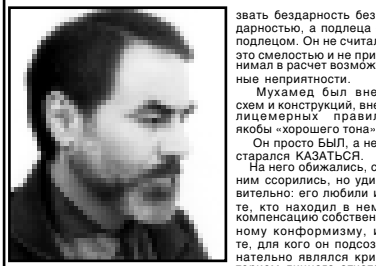 звать бездарность без-
дарностью, а подлеца –
подлецом. Он не считал
это смелостью и не при-
нимал в расчет возмож-
ные неприятности.
Мухамед был вне
схем и конструкций, вне
лицемерных правил
якобы «хорошего тона».
Он просто БЫЛ, а не
старался КАЗАТЬСЯ.
На него обижались, с
ним ссорились, но уди-
вительно: его любили и
те, кто находил в нем
компенсацию собствен-
ному конформизму, и
те, для кого он подсоз-
нательно являлся кри-